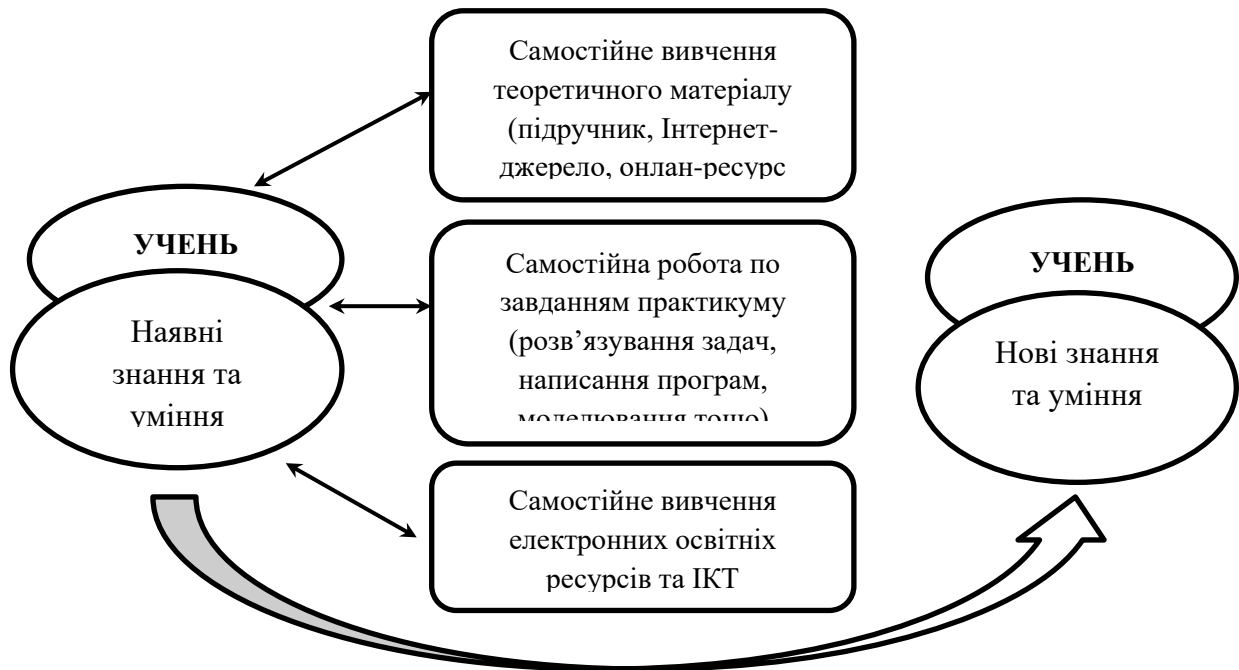 Самостійне вивчення
теоретичного матеріалу
(підручник, Інтернет-
джерело, онлан-ресурс
УЧЕНЬ
Наявні
знання та
уміння
Самостійна робота по
завданням практикуму
(розв’язування задач,
написання програм,
моделювання тощо)
Самостійне вивчення
електронних освітніх
ресурсів та ІКТ
УЧЕНЬ
Нові знання
та уміння